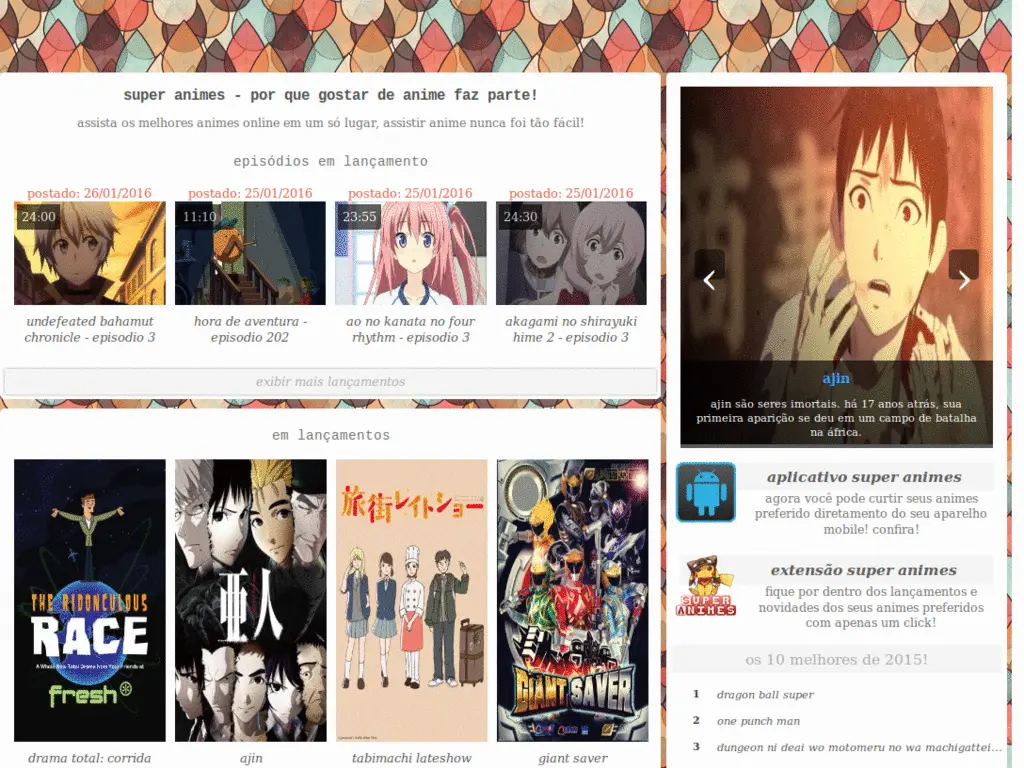 super animes - por que gostar de anime faz parte!
assista os melhores animes online em um só lugar, assistir anime nunca foi tão fácil!
episódios em lançamento
postado: 26/01/2016
24:00
undefeated bahamut
chronicle - episodio 3
postado: 25/01/2016
11:10
hora de aventura -
episodio 202
postado: 25/01/2016
23:55
ao no kanata no four
rhythm - episodio 3
postado: 25/01/2016
24:30
akagami no shirayuki
hime 2 - episodio 3
exibir mais lançamentos
em lançamentos
THE RIDONCULOUS
RACE
A Whole New Total Drama from Your Friends at
fresh
drama total: corrida
亜人
ajin
旅街レイトショー
tabimachi lateshow
GIANT SAVER
giant saver
‹
›
ajin
ajin são seres imortais. há 17 anos atrás, sua
primeira aparição se deu em um campo de batalha
na áfrica.
aplicativo super animes
agora você pode curtir seus animes
preferido diretamento do seu aparelho
mobile! confira!
SUPER
ANIMES
extensão super animes
fique por dentro dos lançamentos e
novidades dos seus animes preferidos
com apenas um click!
os 10 melhores de 2015!
1 dragon ball super
2 one punch man
3 dungeon ni deai wo motomeru no wa machigattei...